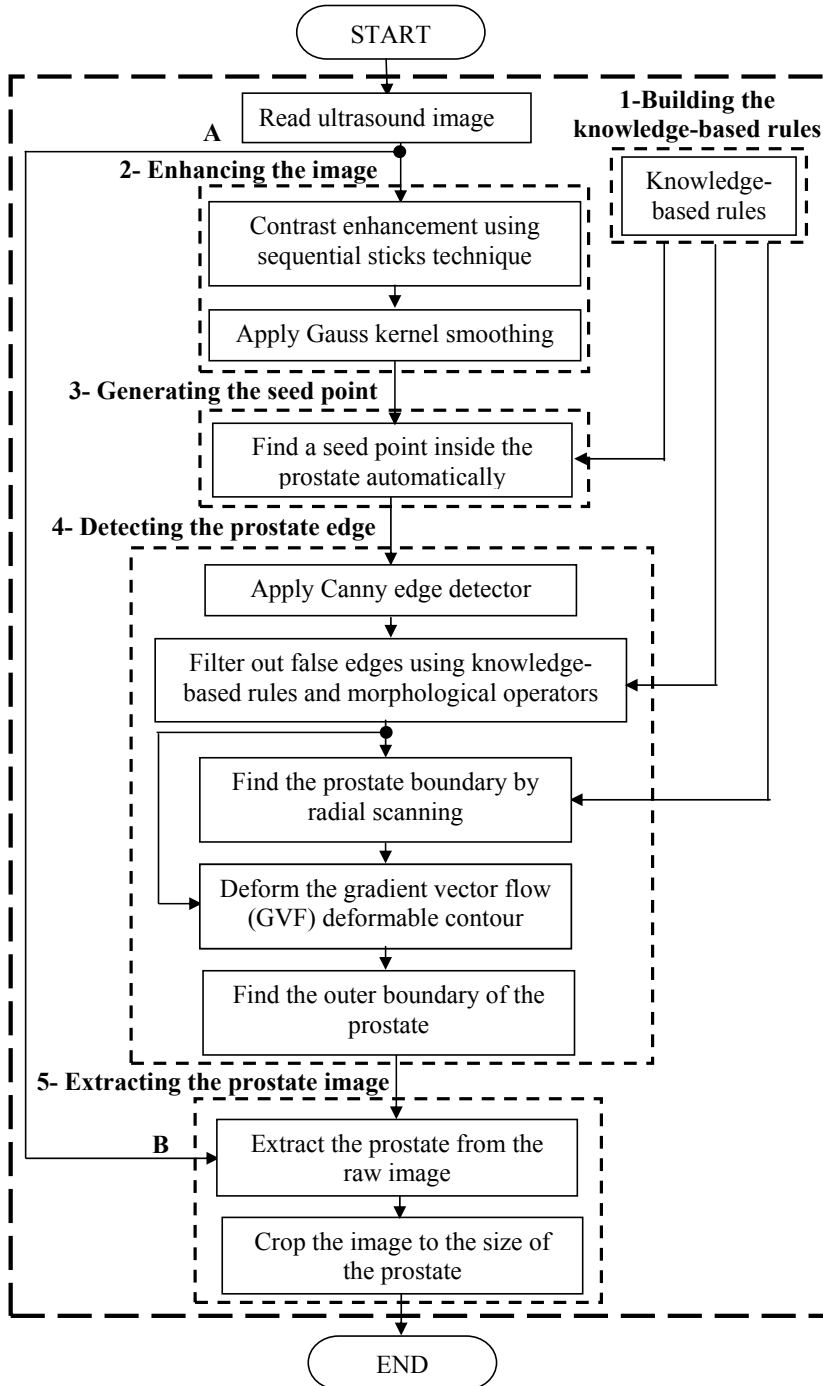 START
Read ultrasound image
1-Building the
knowledge-based rules
Knowledge-
based rules
A
2- Enhancing the image
Contrast enhancement using
sequential sticks technique
Apply Gauss kernel smoothing
3- Generating the seed point
Find a seed point inside the
prostate automatically
4- Detecting the prostate edge
Apply Canny edge detector
Filter out false edges using knowledge-
based rules and morphological operators
Find the prostate boundary by
radial scanning
Deform the gradient vector flow
(GVF) deformable contour
Find the outer boundary of the
prostate
5- Extracting the prostate image
B
Extract the prostate from the
raw image
Crop the image to the size of
the prostate
END